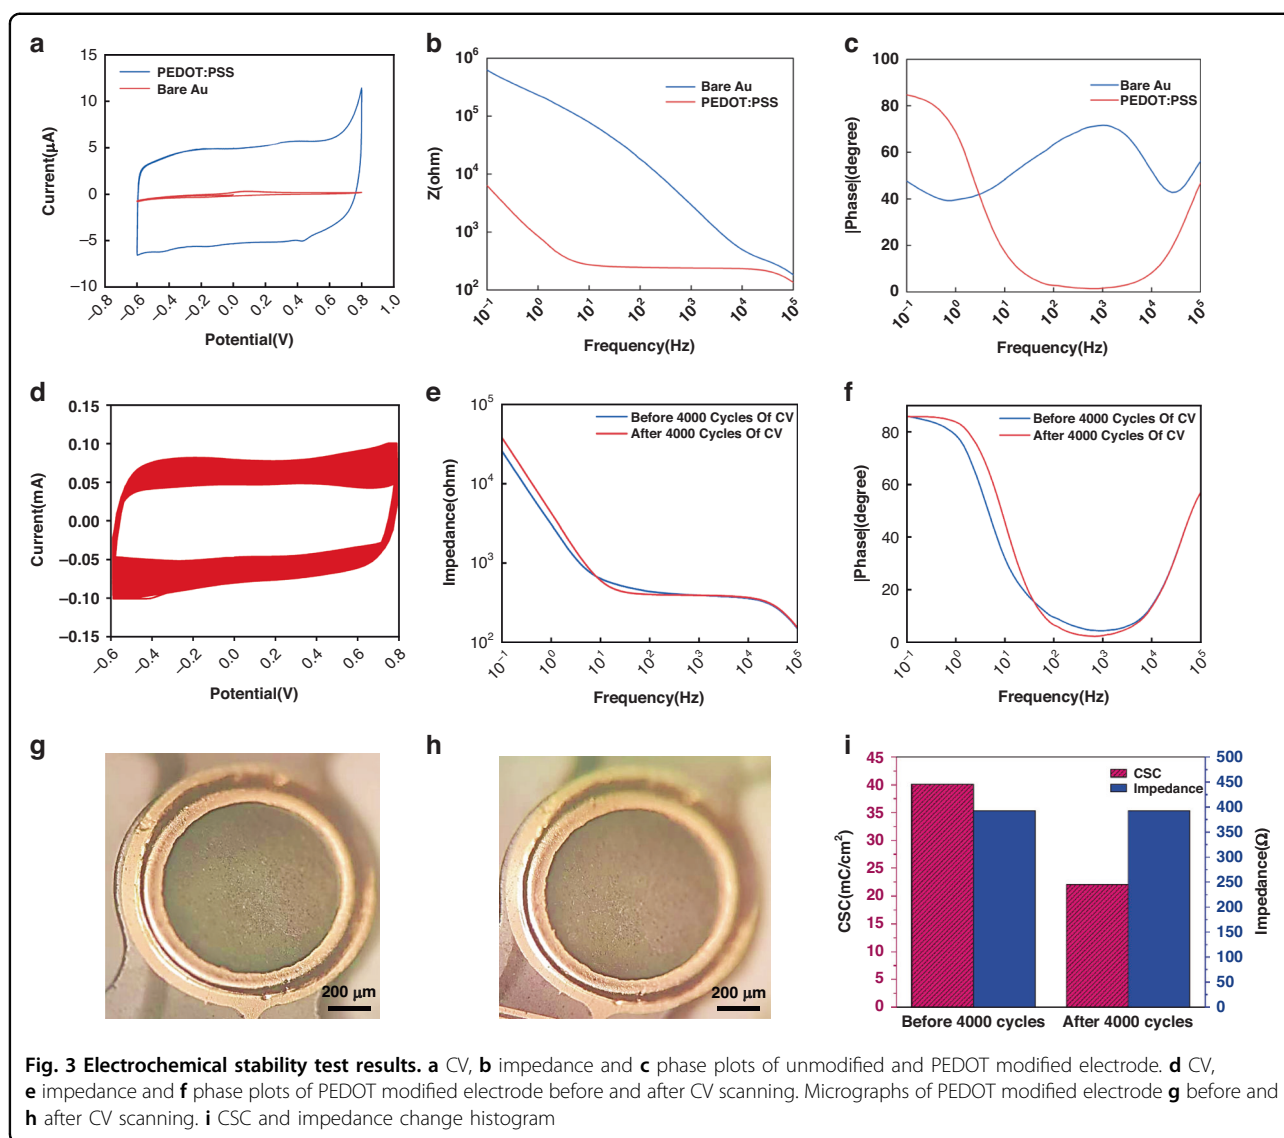 a
15
10
5
0
−5
−10
Current(µA)
PEDOT:PSS
Bare Au
−0.8
−0.6
−0.4
−0.2
0.0
0.2
0.4
0.6
0.8
1.0
Potential(V)
b
10⁶
10⁵
10⁴
10³
10²
Z(ohm)
Bare Au
PEDOT:PSS
10⁻¹
10⁰
10¹
10²
10³
10⁴
10⁵
Frequency(Hz)
c
100
80
60
40
20
0
|Phase|(degree)
Bare Au
PEDOT:PSS
10⁻¹
10⁰
10¹
10²
10³
10⁴
10⁵
Frequency(Hz)
d
0.15
0.10
0.05
0.00
−0.05
−0.10
−0.15
Current(mA)
−0.6
−0.4
−0.2
0.0
0.2
0.4
0.6
0.8
Potential(V)
e
10⁵
10⁴
10³
10²
Impedance(ohm)
Before 4000 Cycles Of CV
After 4000 Cycles Of CV
10⁻¹
10⁰
10¹
10²
10³
10⁴
10⁵
Frequency(Hz)
f
80
60
40
20
0
|Phase|(degree)
Before 4000 Cycles Of CV
After 4000 Cycles Of CV
10⁻¹
10⁰
10¹
10²
10³
10⁴
10⁵
Frequency(Hz)
g
200 µm
h
200 µm
i
45
40
35
30
25
20
15
10
5
0
CSC(mC/cm²)
CSC
Impedance
500
450
400
350
300
250
200
150
100
50
0
Impedance(Ω)
Before 4000 cycles
After 4000 cycles
Fig. 3 Electrochemical stability test results. a CV, b impedance and c phase plots of unmodified and PEDOT modified electrode. d CV,
e impedance and f phase plots of PEDOT modified electrode before and after CV scanning. Micrographs of PEDOT modified electrode g before and
h after CV scanning. i CSC and impedance change histogram